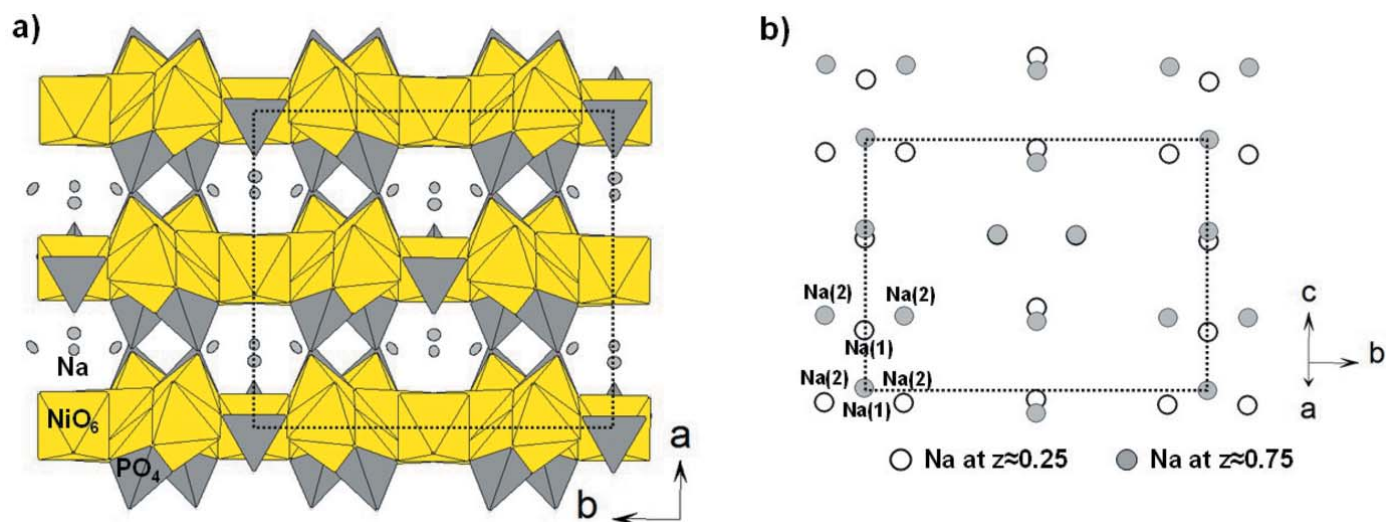 a)
Na
NiO₆
PO₄
a
b
b)
Na(2) Na(2)
Na(1)
Na(2) Na(2)
Na(1)
c
b
a
Na at z≈0.25 Na at z≈0.75